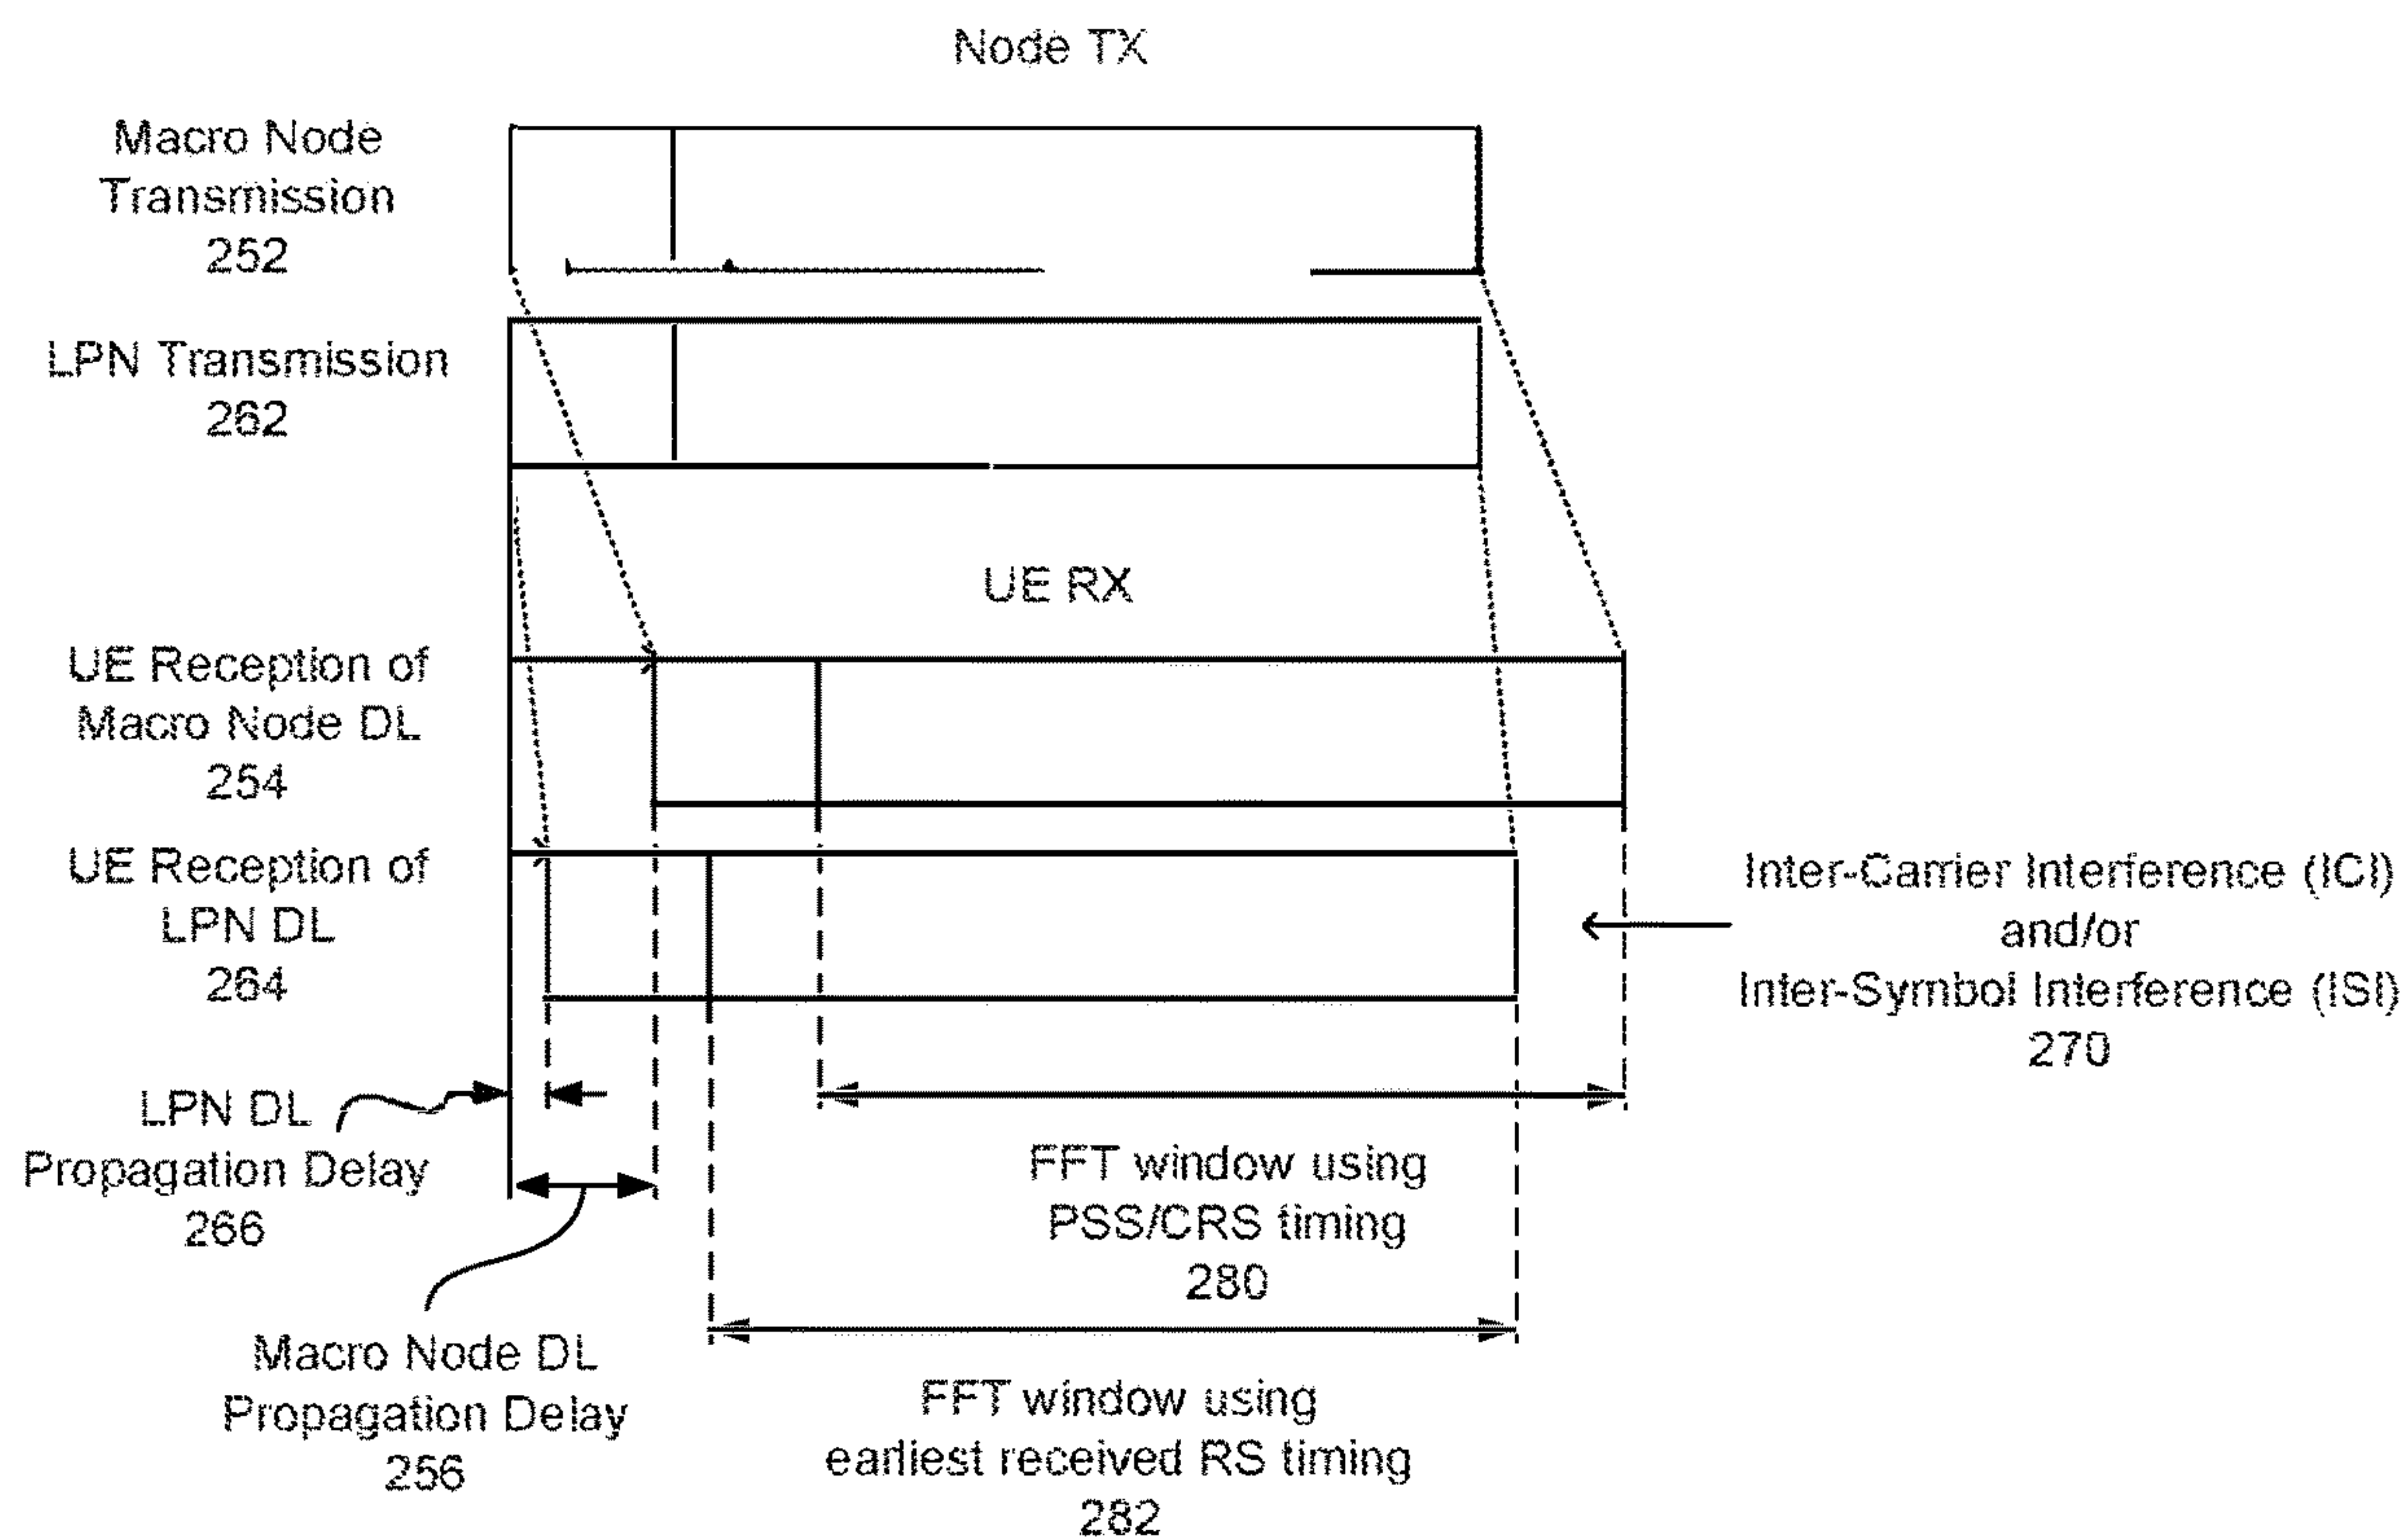 Node TX
Macro Node
Transmission
252
LPN Transmission
262
UE RX
UE Reception of
Macro Node DL
254
UE Reception of
LPN DL
264
Inter-Carrier Interference (ICI)
and/or
Inter-Symbol Interference (ISI)
270
LPN DL
Propagation Delay
266
FFT window using
PSS/CRS timing
280
Macro Node DL
Propagation Delay
256
FFT window using
earliest received RS timing
282